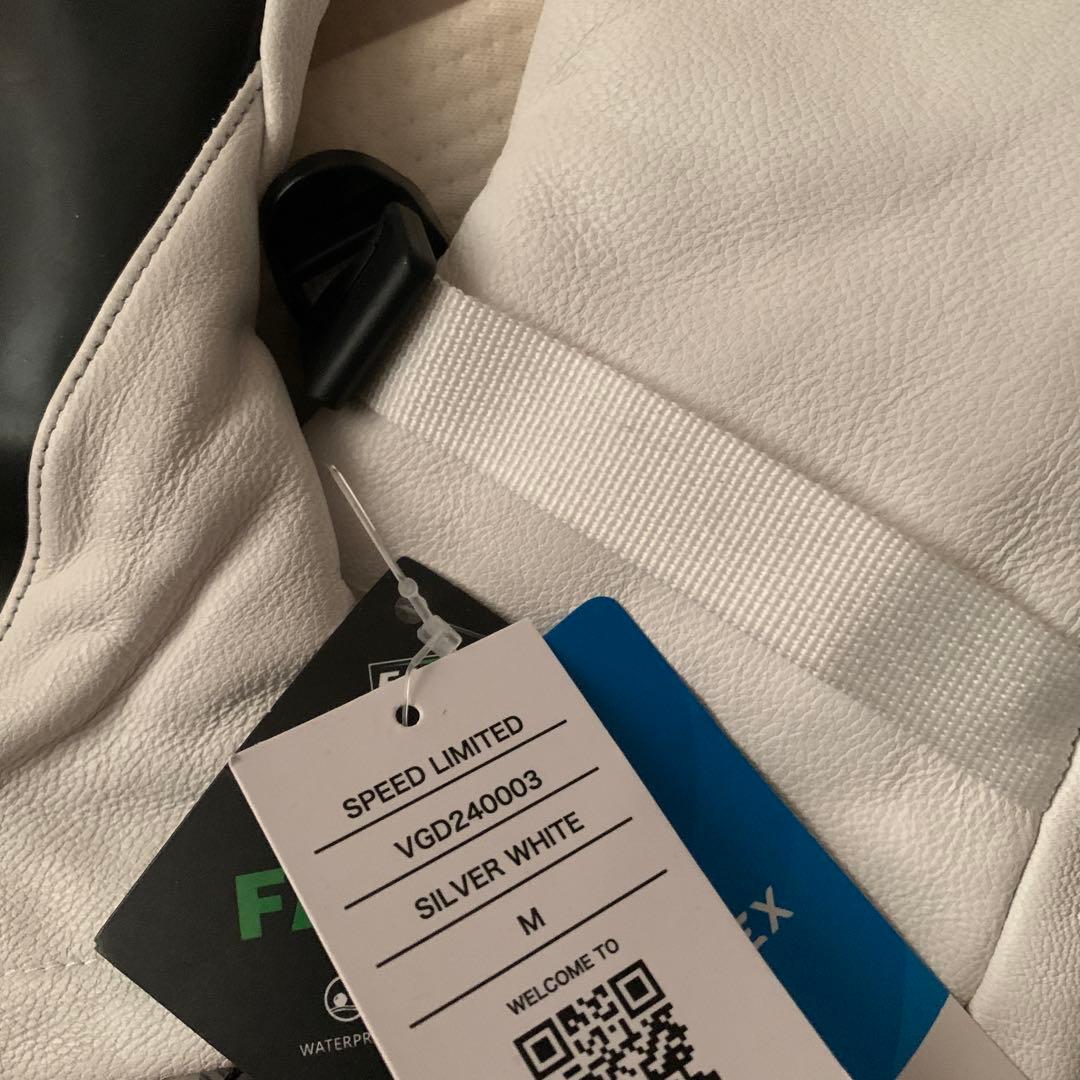 SPEED LIMITED
VGD240003
SILVER WHITE
M
WELCOME TO